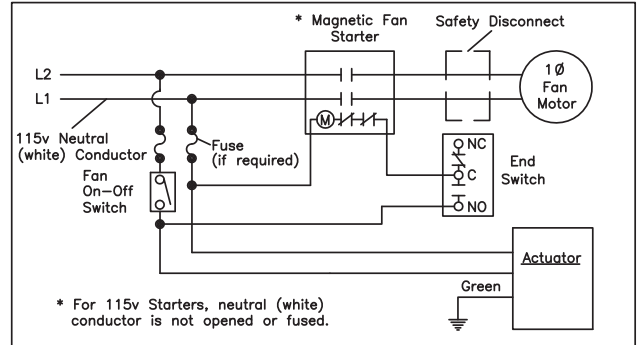 * Magnetic Fan
Starter
Safety Disconnect
L2
L1
1Ø
Fan
Motor
M
115v Neutral
(white) Conductor
Fuse
(if required)
Fan
On-Off
Switch
NC
C
NO
End
Switch
Actuator
Green
* For 115v Starters, neutral (white)
conductor is not opened or fused.